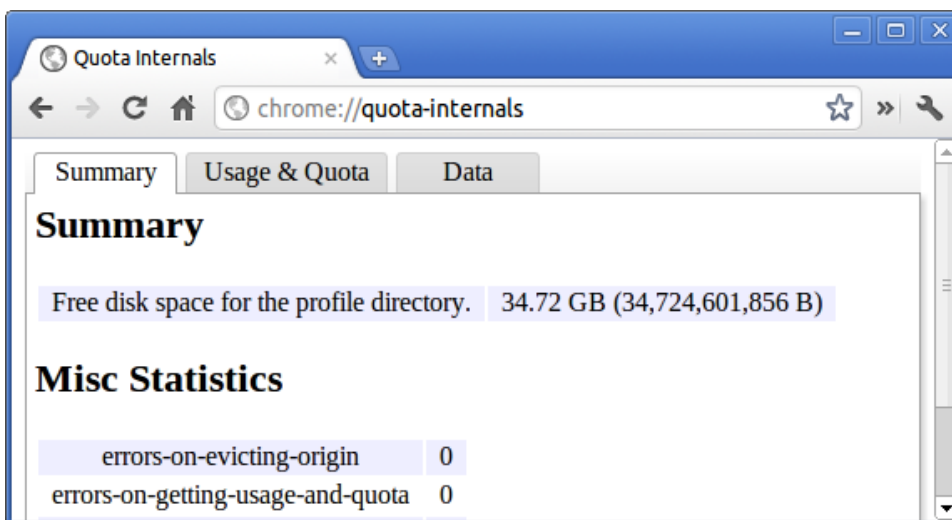 Quota Internals
chrome://quota-internals
Summary Usage & Quota Data
Summary
Free disk space for the profile directory. 34.72 GB (34,724,601,856 B)
Misc Statistics
errors-on-evicting-origin 0
errors-on-getting-usage-and-quota 0